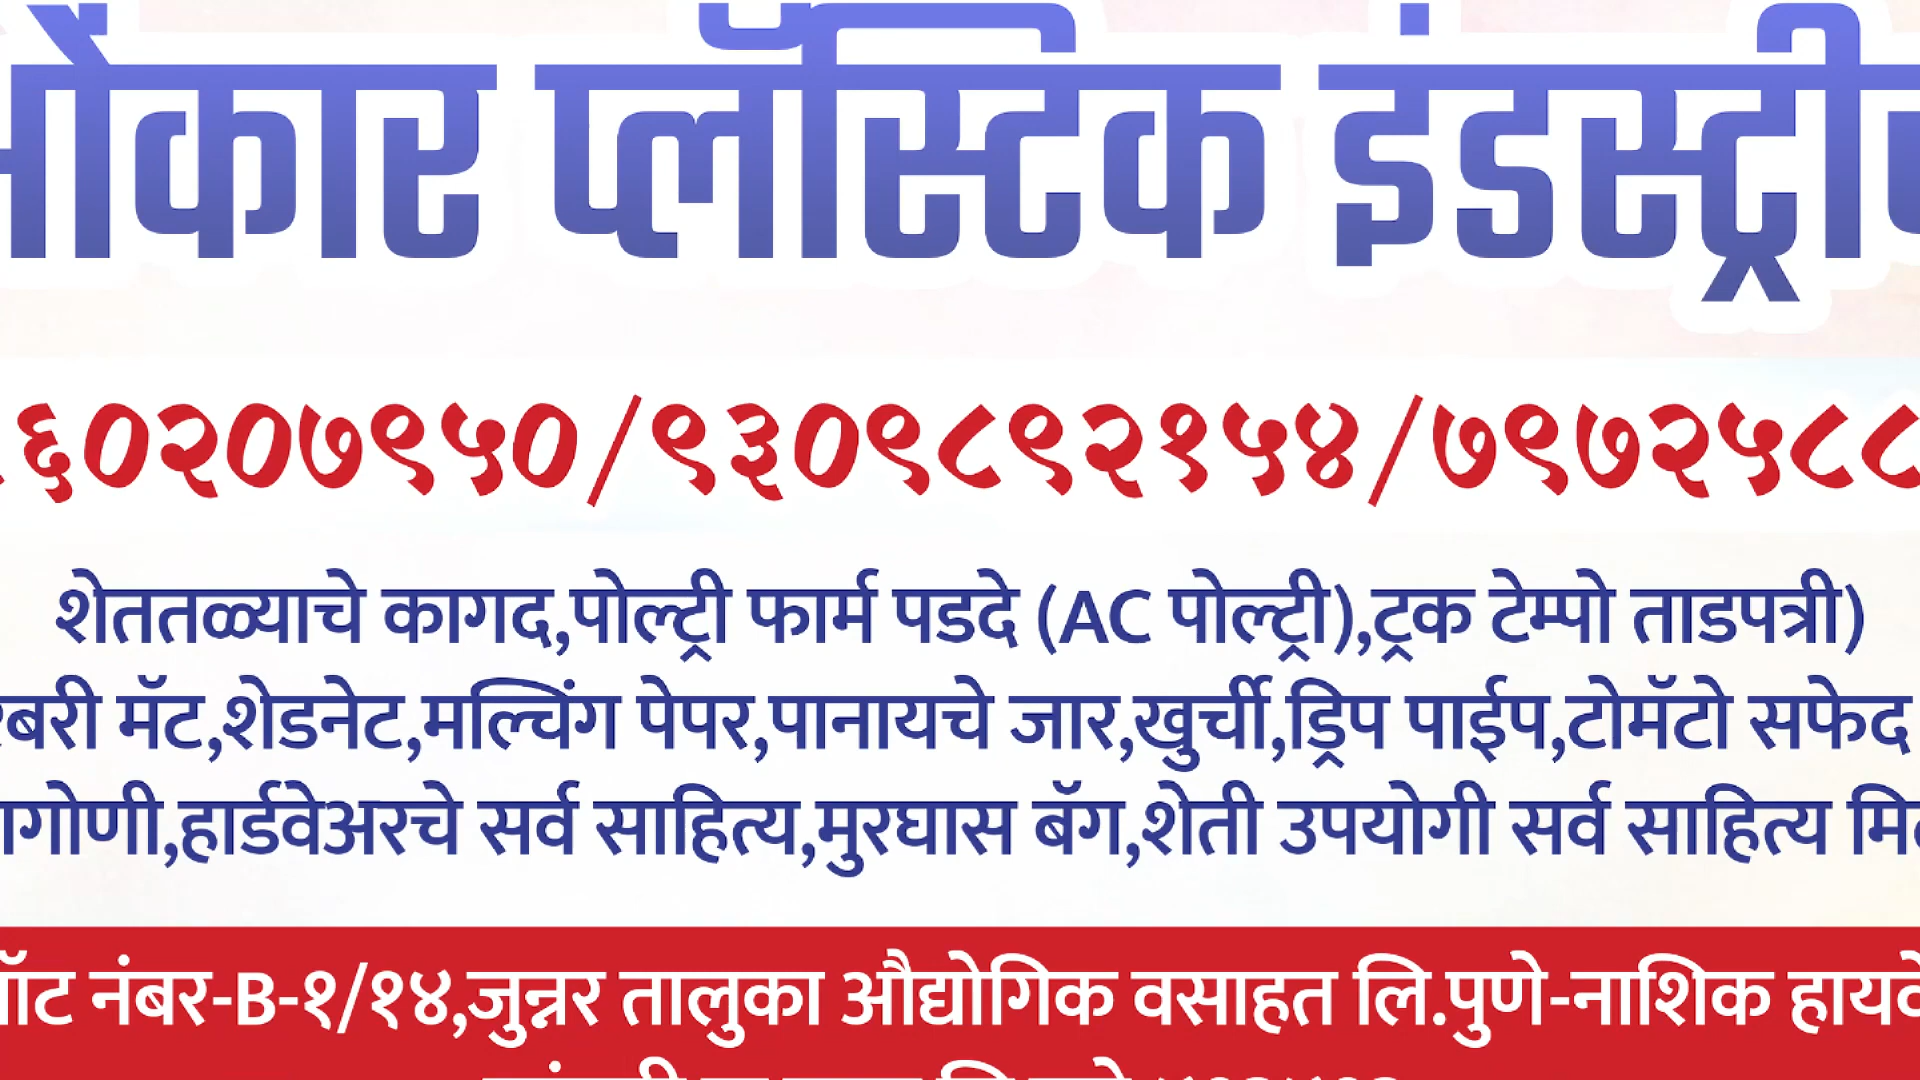 ओंकार प्लॅस्टिक इंडस्ट्रीज
६०२०७९५०/९३०९८९२१५४/७९७२५८८
शेततळ्याचे कागद,पोल्ट्री फार्म पडदे (AC पोल्ट्री),ट्रक टेम्पो ताडपत्री)
रबरी मॅट,शेडनेट,मल्चिंग पेपर,पानायचे जार,खुर्ची,ड्रिप पाईप,टोमॅटो सफेद
गोणी,हार्डवेअरचे सर्व साहित्य,मुरघास बॅग,शेती उपयोगी सर्व साहित्य
नंबर-B-१/१४,जुन्नर तालुका औद्योगिक वसाहत लि.पुणे-नाशिक हायवे